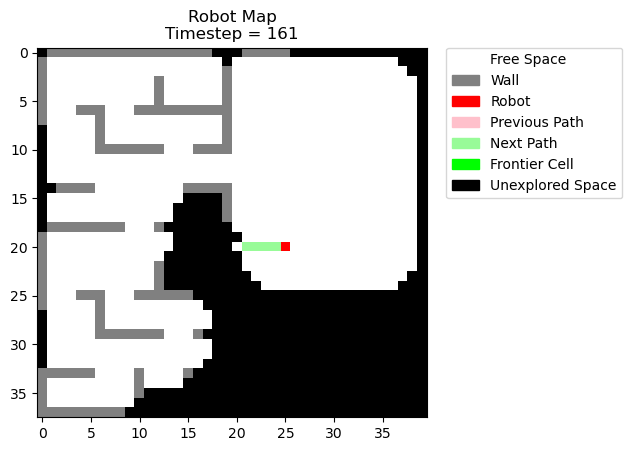 Robot Map
Timestep = 161
0
5
10
15
20
25
30
35
0
5
10
15
20
25
30
35
Free Space
Wall
Robot
Previous Path
Next Path
Frontier Cell
Unexplored Space